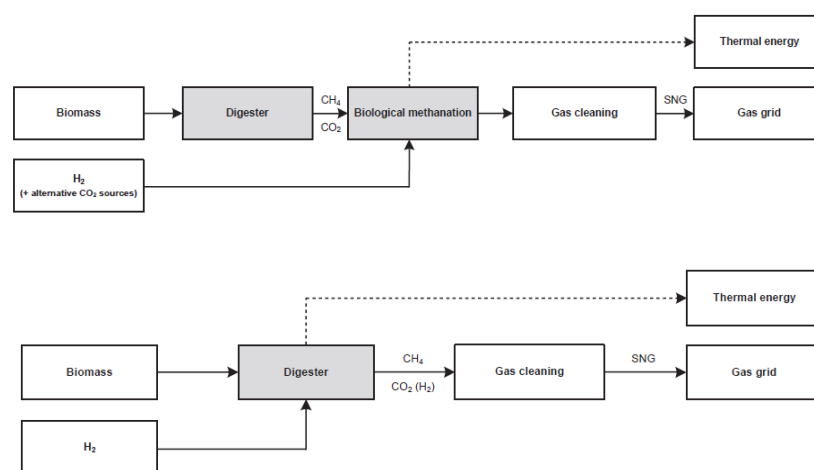 Thermal energy
Biomass
Digester
CH₄
CO₂
Biological methanation
Gas cleaning
SNG
Gas grid
H₂
(+ alternative CO₂ sources)
Thermal energy
Biomass
Digester
CH₄
CO₂ (H₂)
Gas cleaning
SNG
Gas grid
H₂